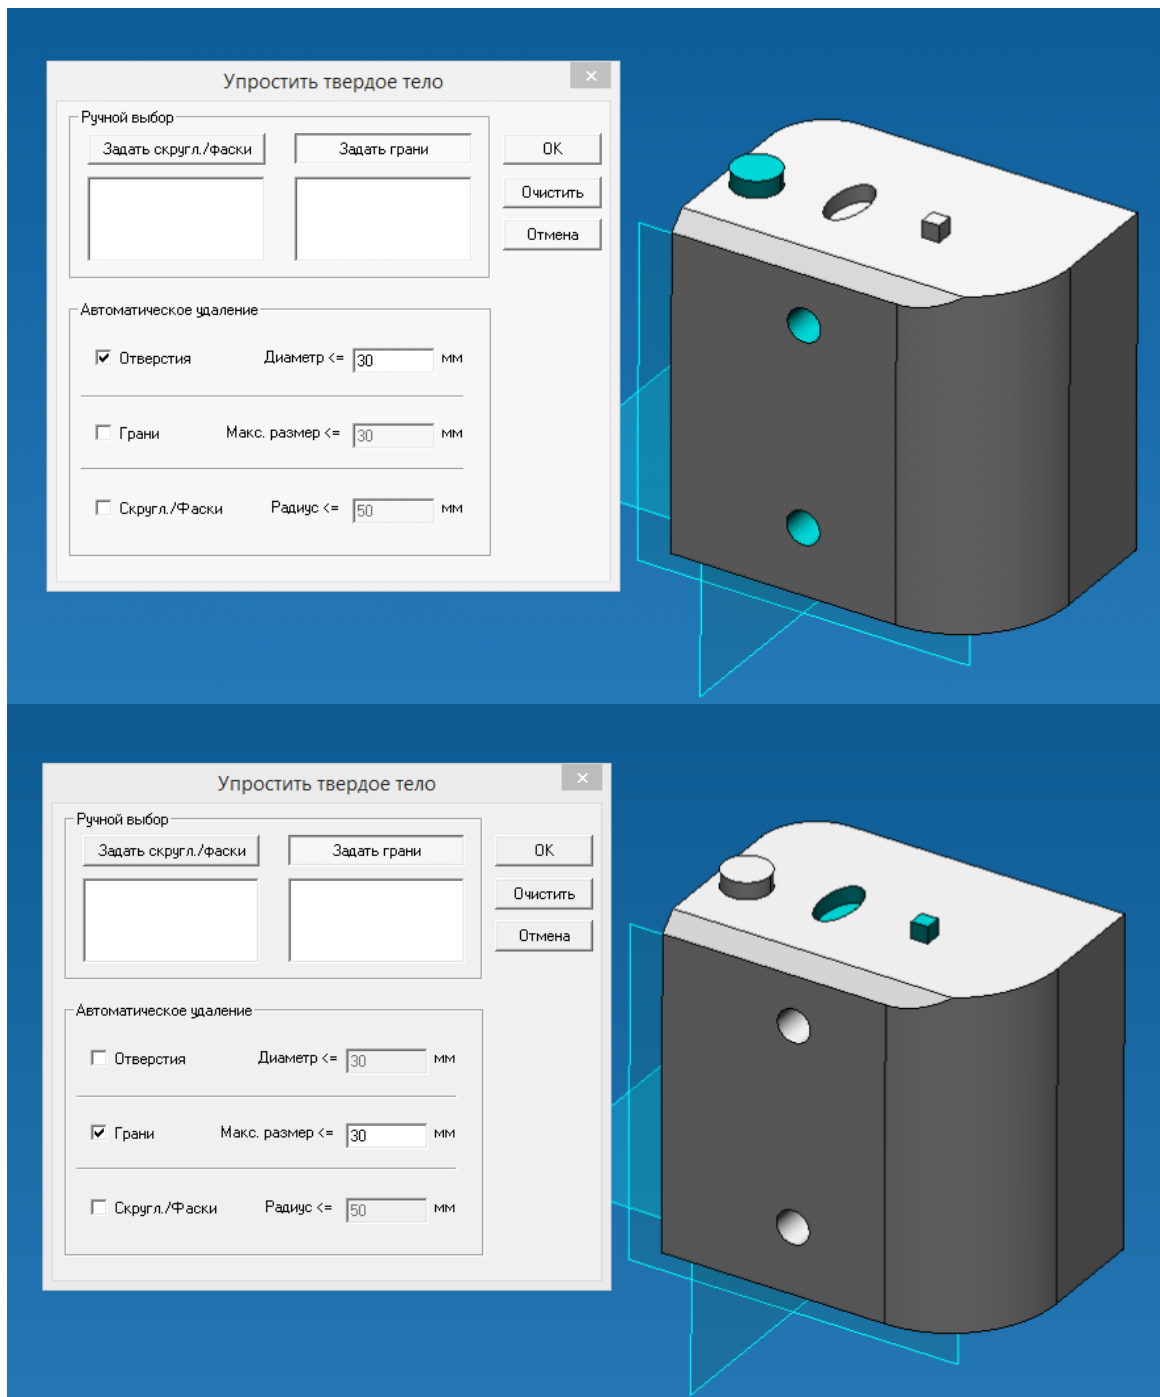 Упростить твердое тело
Ручной выбор
Задать скругл./фаски Задать грани ОК
Очистить
Отмена
Автоматическое удаление
Отверстия Диаметр <= 30 мм
Грани Макс. размер <= 30 мм
Скругл./Фаски Радиус <= 50 мм
Упростить твердое тело
Ручной выбор
Задать скругл./фаски Задать грани ОК
Очистить
Отмена
Автоматическое удаление
Отверстия Диаметр <= 30 мм
Грани Макс. размер <= 30 мм
Скругл./Фаски Радиус <= 50 мм